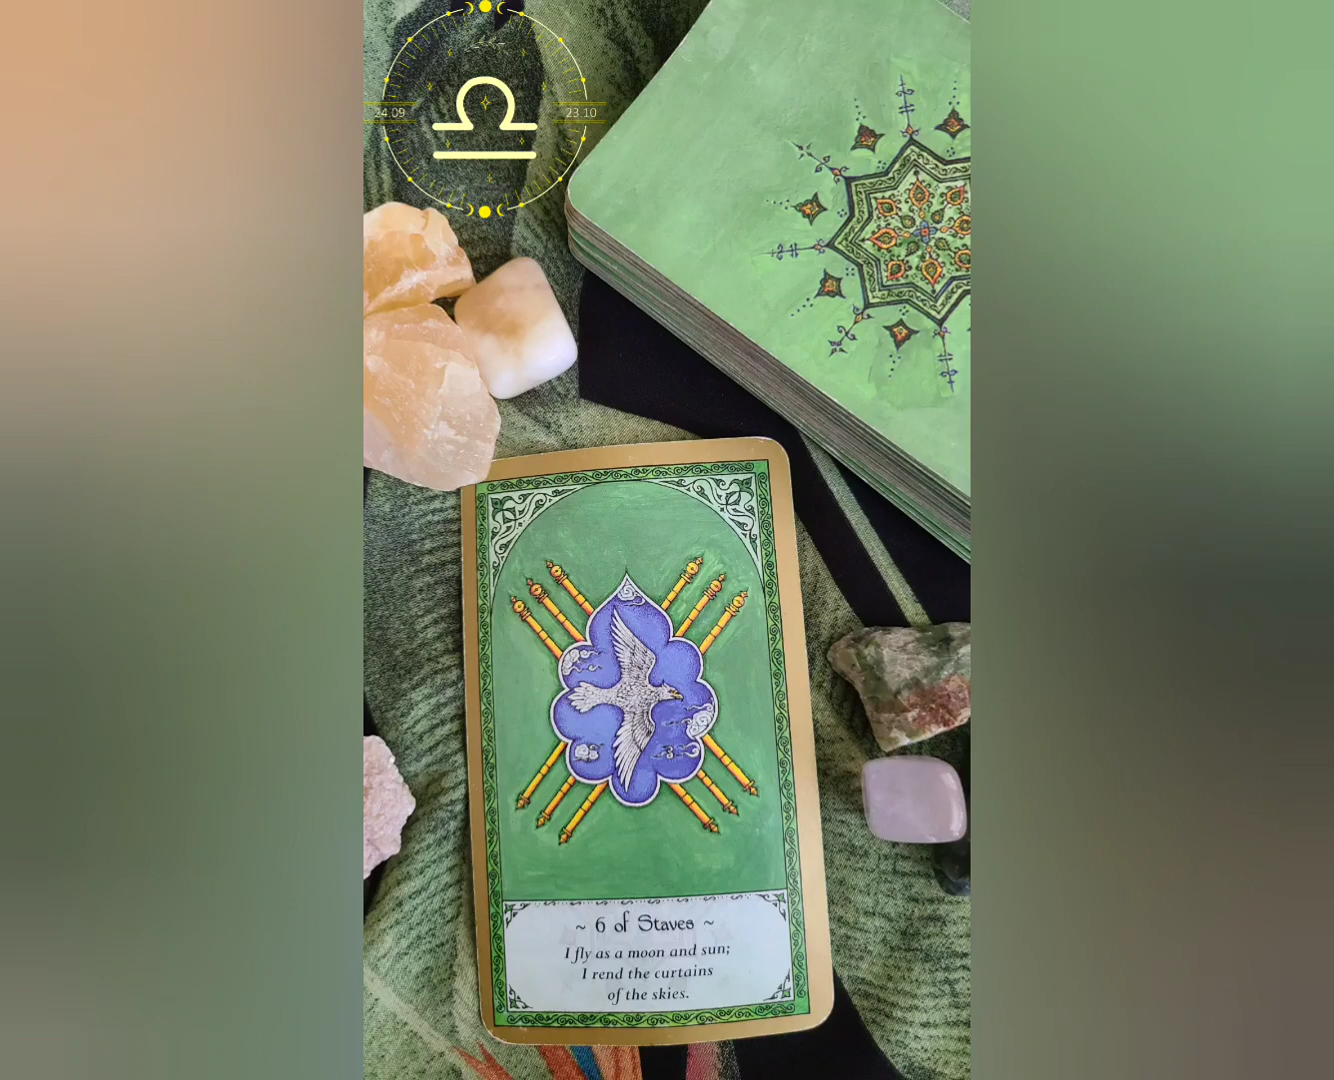 24.09
23.10
~ 6 of Staves ~
I fly as a moon and sun;
I rend the curtains
of the skies.